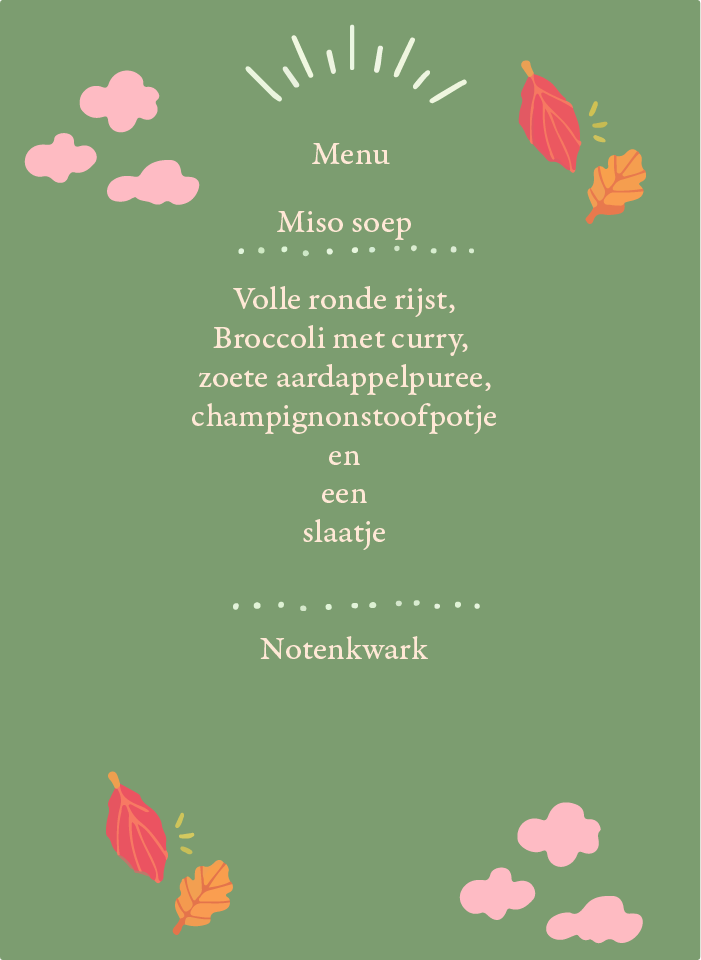 Menu
Miso soep
Volle ronde rijst,
Broccoli met curry,
zoete aardappelpuree,
champignonstoofpotje
en
een
slaatje
Notenkwark